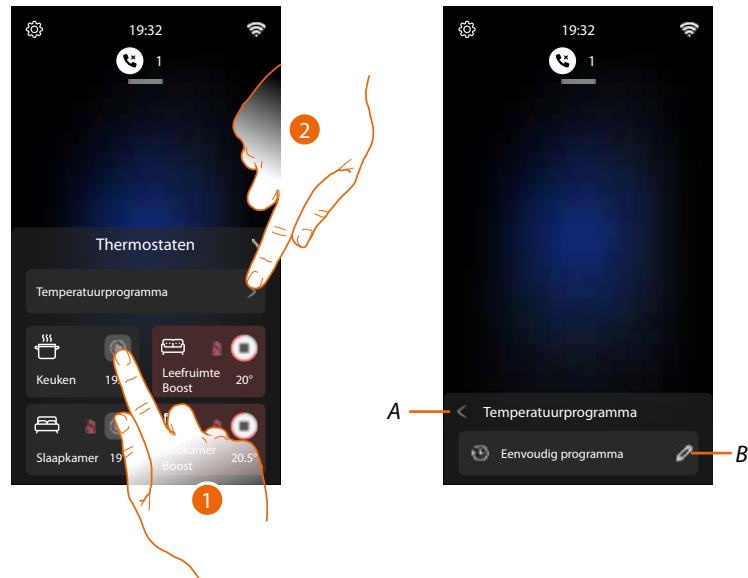 19:32
1
2
Thermostaten
Temperatuurprogramma
Keuken 19
Leefruimte
Boost 20°
Slaapkamer 19
Boost 20.5°
1
19:32
1
A
Temperatuurprogramma
Eenvoudig programma
B